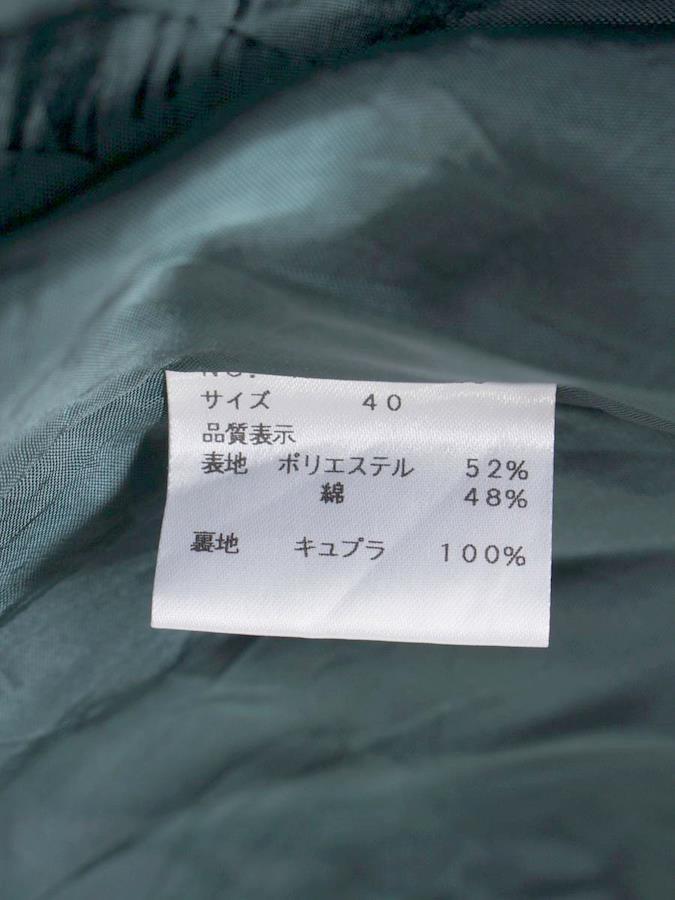 サイズ 40
品質表示
表地 ポリエステル 52%
綿 48%
裏地 キュプラ 100%